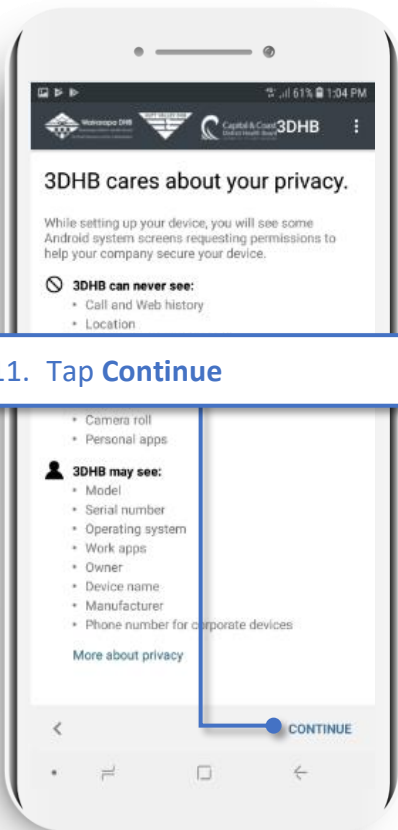 61% 1:04 PM
Wairarapa DHB
HUTT VALLEY DHB
Capital & Coast
District Health Board
3DHB
3DHB cares about your privacy.
While setting up your device, you will see some
Android system screens requesting permissions to
help your company secure your device.
3DHB can never see:
• Call and Web history
• Location
11. Tap Continue
• Camera roll
• Personal apps
3DHB may see:
• Model
• Serial number
• Operating system
• Work apps
• Owner
• Device name
• Manufacturer
• Phone number for corporate devices
More about privacy
CONTINUE